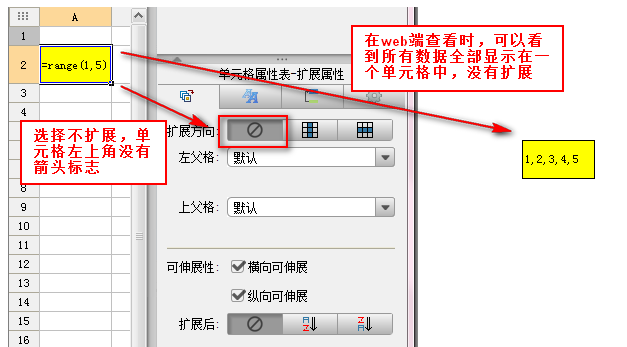 A
1
2
=range(1,5)
3
4
8
9
10
11
12
13
14
15
16
选择不扩展，单
元格左上角没有
箭头标志
单元格属性表-扩展属性
扩展方向:
左父格:
默认
上父格:
默认
可伸展性:
横向可伸展
纵向可伸展
扩展后:
在web端查看时，可以看
到所有数据全部显示在一
个单元格中，没有扩展
1,2,3,4,5